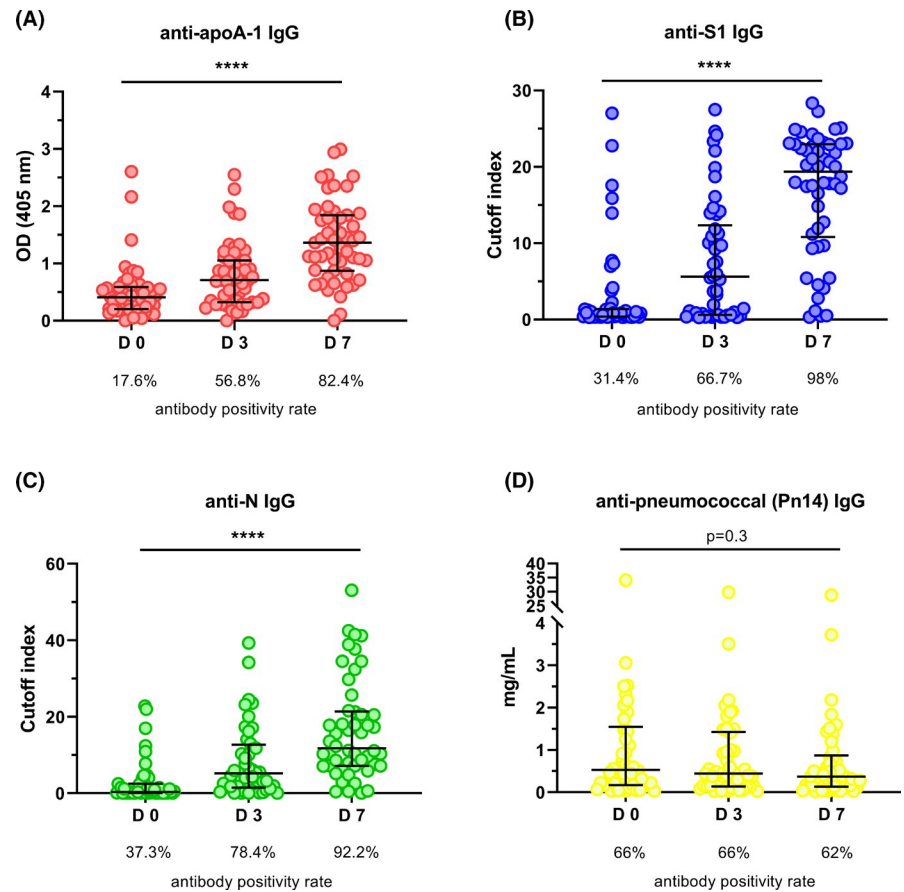 (A)
anti-apoA-1 IgG
****
OD (405 nm)
4
3
2
1
0
D 0 D 3 D 7
17.6% 56.8% 82.4%
antibody positivity rate
(B)
anti-S1 IgG
****
Cutoff index
30
20
10
0
D 0 D 3 D 7
31.4% 66.7% 98%
antibody positivity rate
(C)
anti-N IgG
****
Cutoff index
60
40
20
0
D 0 D 3 D 7
37.3% 78.4% 92.2%
antibody positivity rate
(D)
anti-pneumococcal (Pn14) IgG
p=0.3
mg/mL
40
35
30
25
4
3
2
1
0
D 0 D 3 D 7
66% 66% 62%
antibody positivity rate